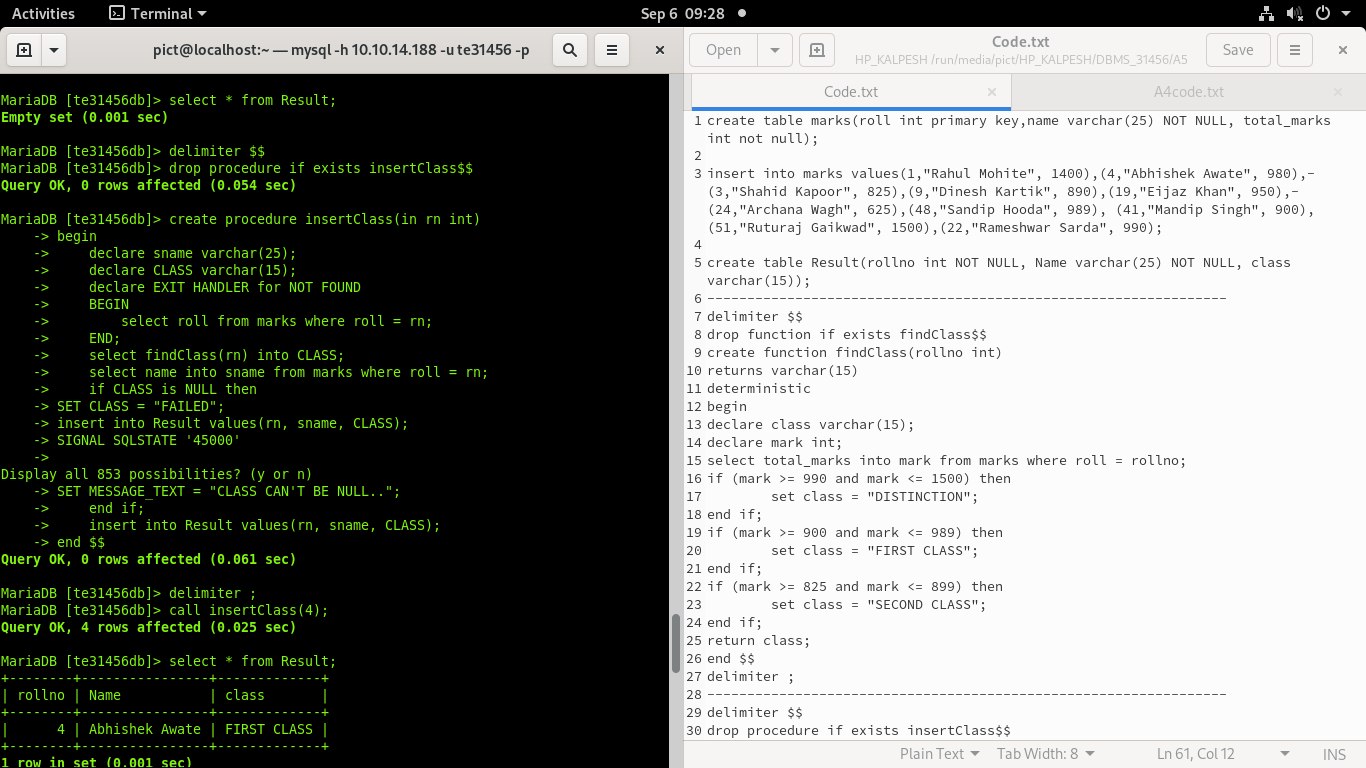 Activities
Terminal
Sep 6 09:28
pict@localhost:~ — mysql -h 10.10.14.188 -u te31456 -p
MariaDB [te31456db]> select * from Result;
Empty set (0.001 sec)
MariaDB [te31456db]> delimiter $$
MariaDB [te31456db]> drop procedure if exists insertClass$$
Query OK, 0 rows affected (0.054 sec)
MariaDB [te31456db]> create procedure insertClass(in rn int)
    -> begin
    ->     declare sname varchar(25);
    ->     declare CLASS varchar(15);
    ->     declare EXIT HANDLER for NOT FOUND
    ->     BEGIN
    ->         select roll from marks where roll = rn;
    ->     END;
    ->     select findClass(rn) into CLASS;
    ->     select name into sname from marks where roll = rn;
    ->     if CLASS is NULL then
    -> SET CLASS = "FAILED";
    -> insert into Result values(rn, sname, CLASS);
    -> SIGNAL SQLSTATE '45000'
    ->
Display all 853 possibilities? (y or n)
    -> SET MESSAGE_TEXT = "CLASS CAN'T BE NULL..";
    ->     end if;
    ->     insert into Result values(rn, sname, CLASS);
    -> end $$
Query OK, 0 rows affected (0.061 sec)
MariaDB [te31456db]> delimiter ;
MariaDB [te31456db]> call insertClass(4);
Query OK, 4 rows affected (0.025 sec)
MariaDB [te31456db]> select * from Result;
+--------+----------------+-------------+
| rollno | Name           | class       |
+--------+----------------+-------------+
|      4 | Abhishek Awate | FIRST CLASS |
+--------+----------------+-------------+
1 row in set (0.001 sec)
Open
Code.txt
HP_KALPESH /run/media/pict/HP_KALPESH/DBMS_31456/A5
Save
Code.txt
A4code.txt
1 create table marks(roll int primary key,name varchar(25) NOT NULL, total_marks
int not null);
2
3 insert into marks values(1,"Rahul Mohite", 1400),(4,"Abhishek Awate", 980),-
(3,"Shahid Kapoor", 825),(9,"Dinesh Kartik", 890),(19,"Eijaz Khan", 950),-
(24,"Archana Wagh", 625),(48,"Sandip Hooda", 989), (41,"Mandip Singh", 900),
(51,"Ruturaj Gaikwad", 1500),(22,"Rameshwar Sarda", 990);
4
5 create table Result(rollno int NOT NULL, Name varchar(25) NOT NULL, class
varchar(15));
6 -----------------------------------------------------------------
7 delimiter $$
8 drop function if exists findClass$$
9 create function findClass(rollno int)
10 returns varchar(15)
11 deterministic
12 begin
13 declare class varchar(15);
14 declare mark int;
15 select total_marks into mark from marks where roll = rollno;
16 if (mark >= 990 and mark <= 1500) then
17         set class = "DISTINCTION";
18 end if;
19 if (mark >= 900 and mark <= 989) then
20         set class = "FIRST CLASS";
21 end if;
22 if (mark >= 825 and mark <= 899) then
23         set class = "SECOND CLASS";
24 end if;
25 return class;
26 end $$
27 delimiter ;
28 -----------------------------------------------------------------
29 delimiter $$
30 drop procedure if exists insertClass$$
Plain Text
Tab Width: 8
Ln 61, Col 12
INS